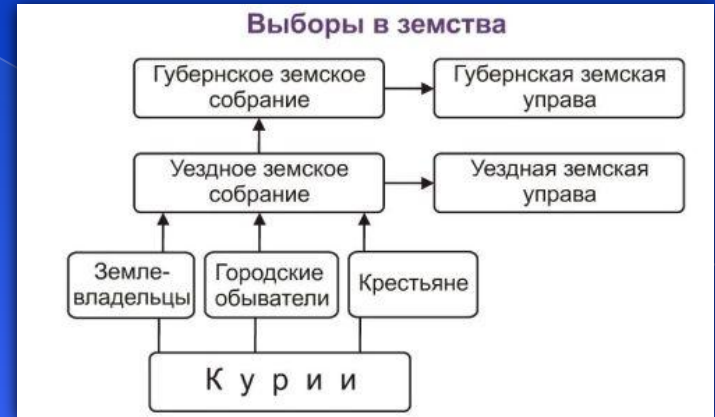 Выборы в земства
Губернское земское
собрание
Губернская земская
управа
Уездное земское
собрание
Уездная земская
управа
Земле-
владельцы
Городские
обыватели
Крестьяне
К у р и и